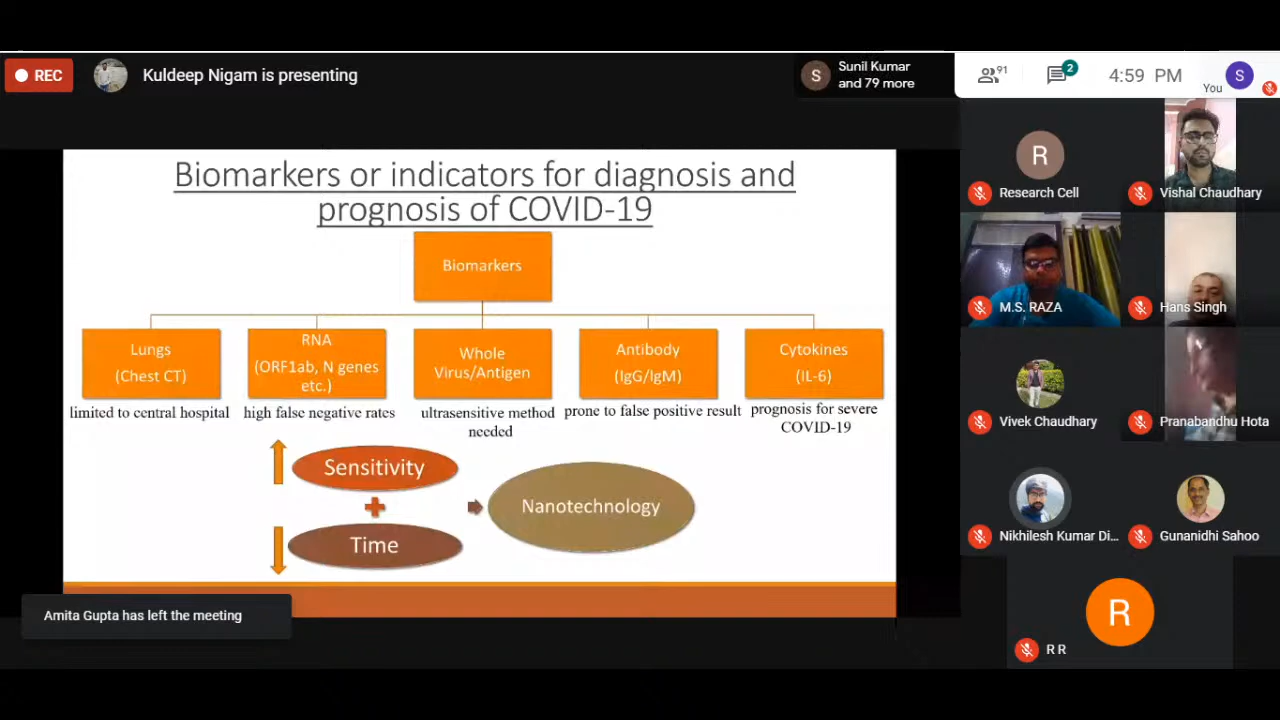 REC
Kuldeep Nigam is presenting
S
Sunil Kumar
and 79 more
91
2
4:59 PM
You
S
Biomarkers or indicators for diagnosis and
prognosis of COVID-19
Biomarkers
Lungs
(Chest CT)
RNA
(ORF1ab, N genes
etc.)
Whole
Virus/Antigen
Antibody
(IgG/IgM)
Cytokines
(IL-6)
limited to central hospital
high false negative rates
ultrasensitive method
needed
prone to false positive result
prognosis for severe
COVID-19
Sensitivity
Time
Nanotechnology
Amita Gupta has left the meeting
R
Research Cell
Vishal Chaudhary
M.S. RAZA
Hans Singh
Vivek Chaudhary
Pranabandhu Hota
Nikhilesh Kumar Di...
Gunanidhi Sahoo
R
R R